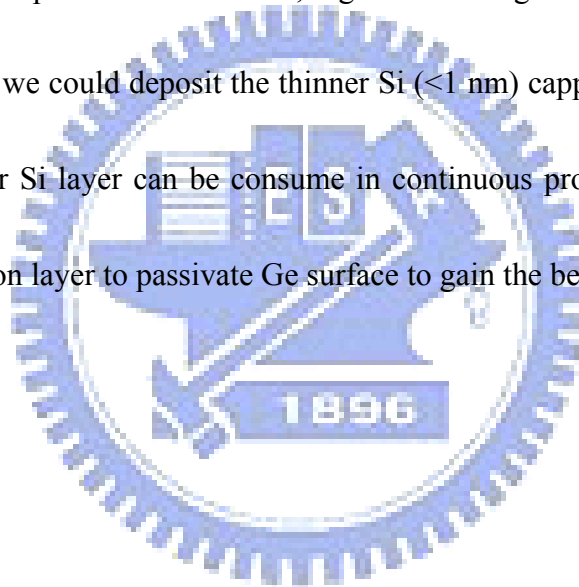 we could deposit the thinner Si (<1 nm) capp
r Si layer can be consume in continuous pro
on layer to passivate Ge surface to gain the be
E S
1896